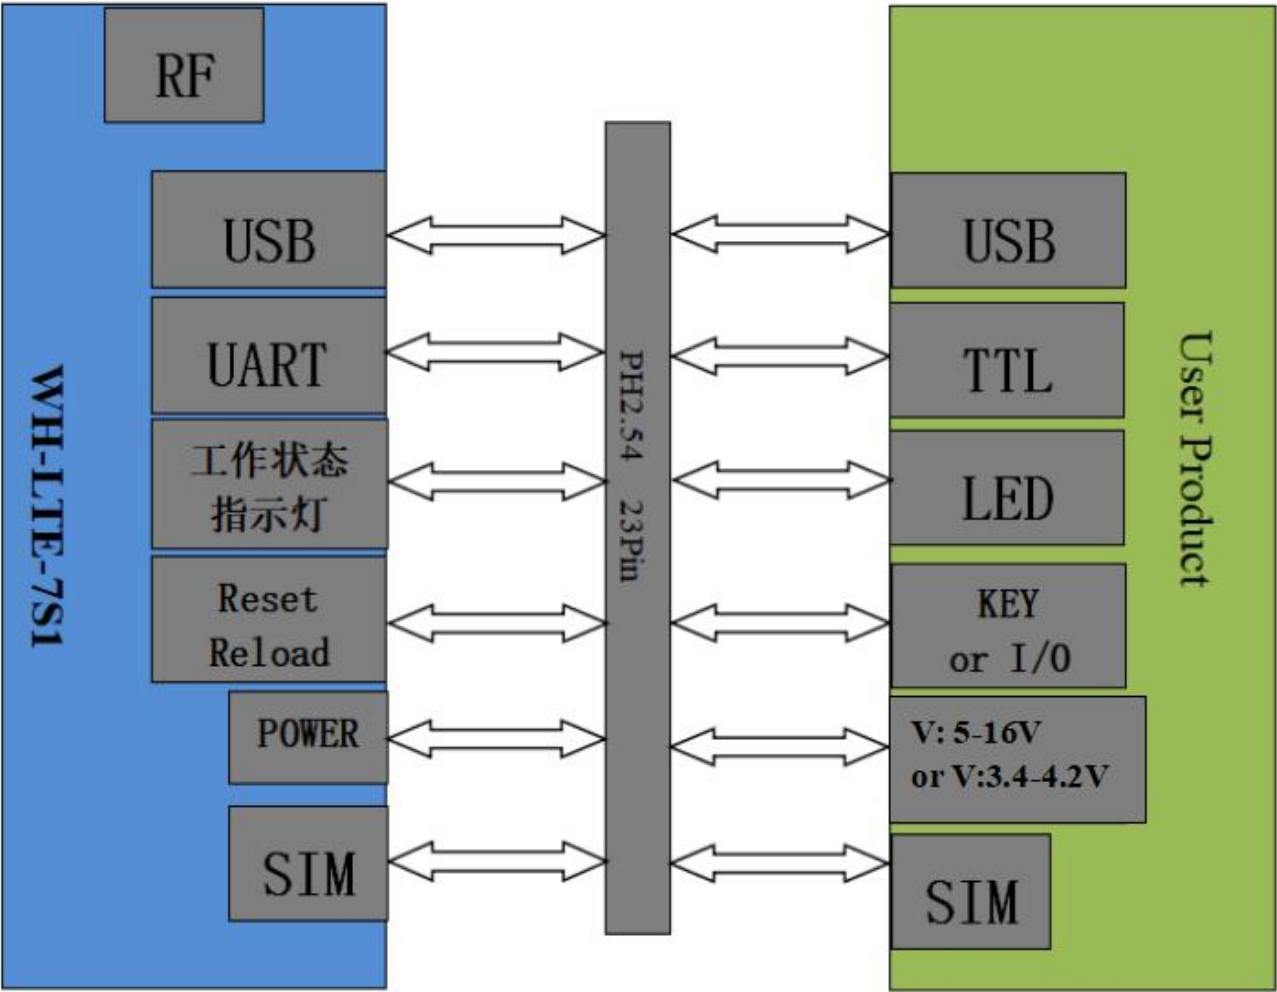 RF
USB
UART
工作状态
指示灯
Reset
Reload
POWER
SIM
WH-LTE-7S1
PH2.54 23Pin
USB
TTL
LED
KEY
or I/O
V: 5-16V
or V:3.4-4.2V
SIM
User Product